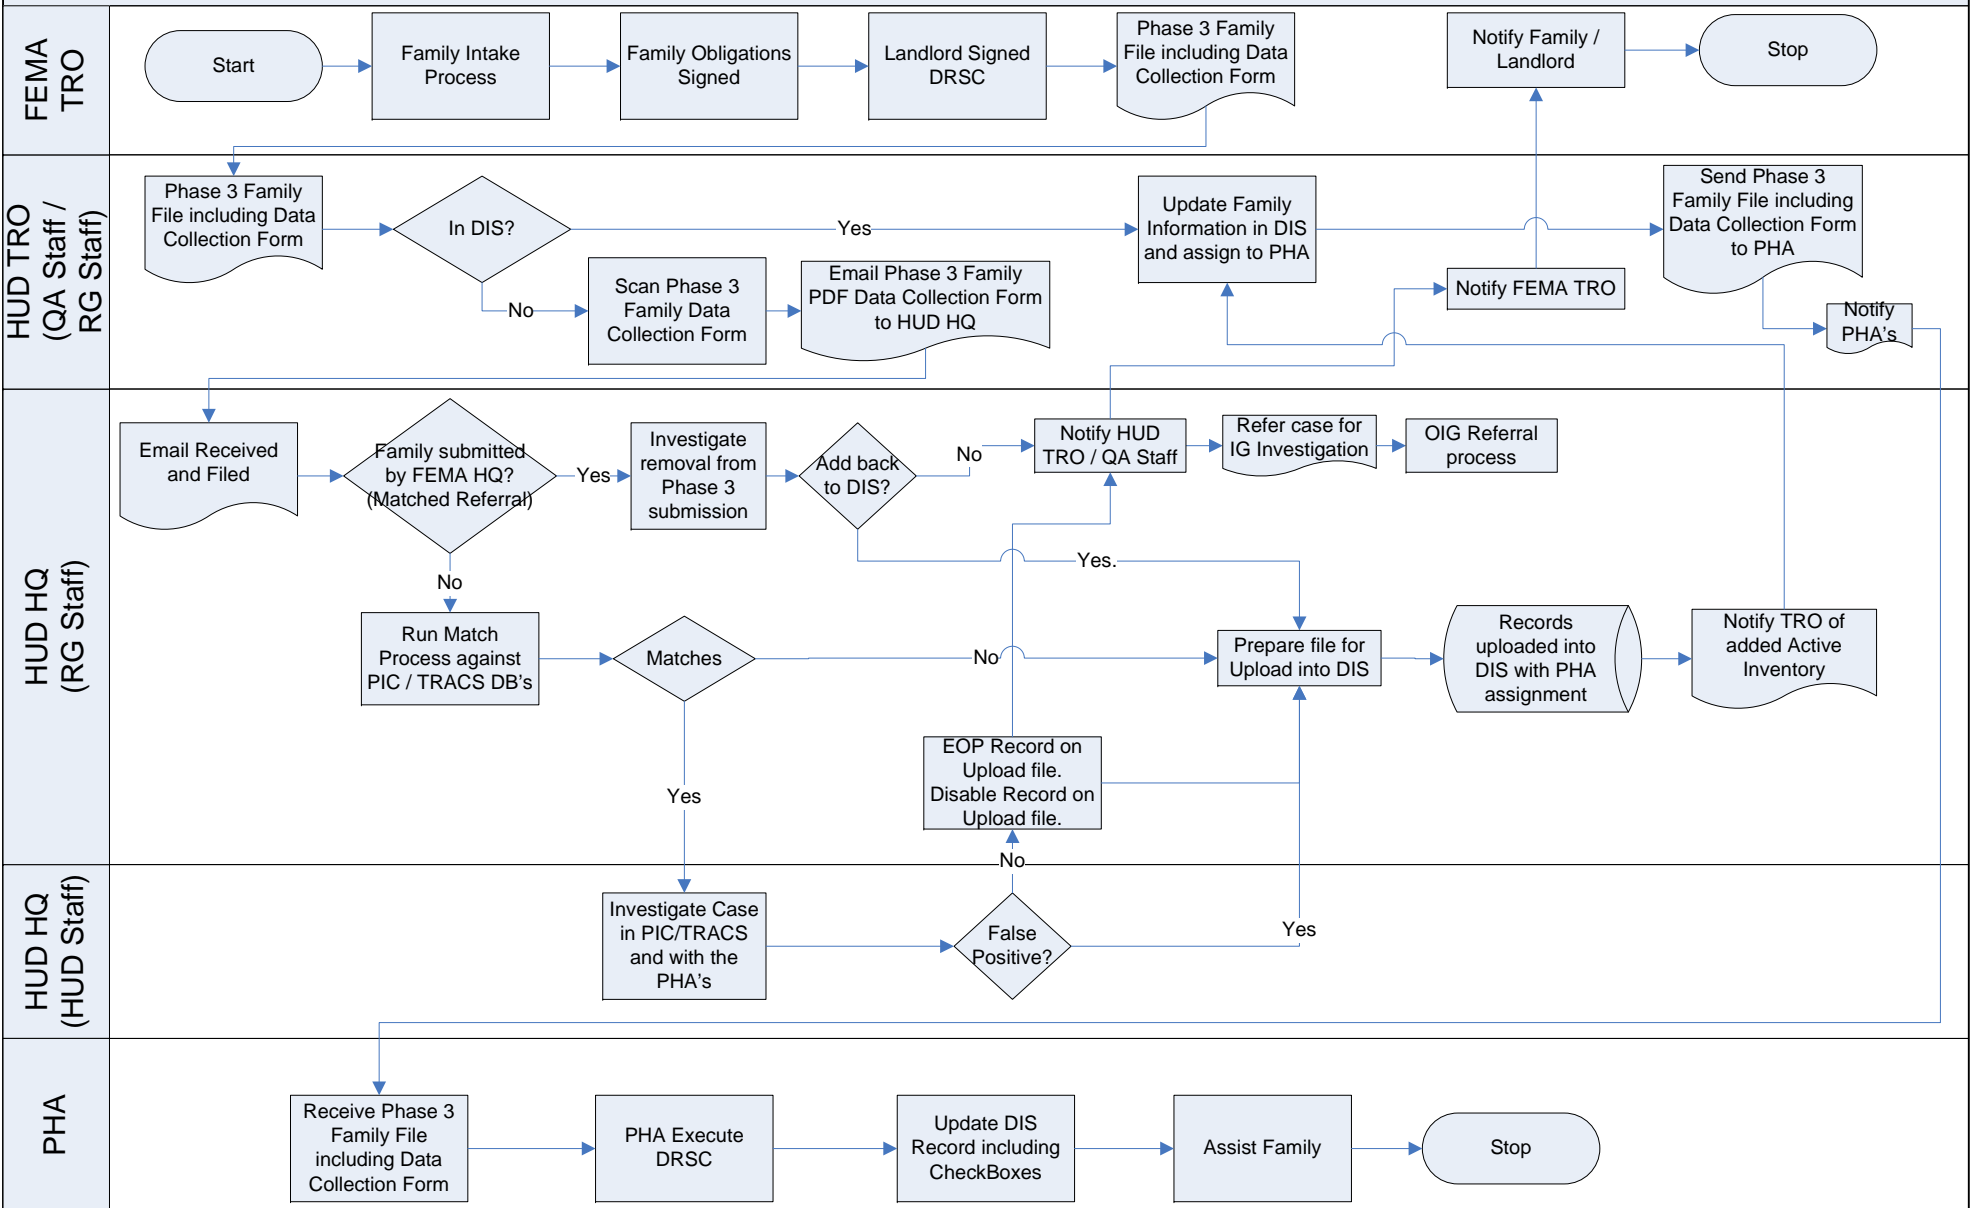 FEMA
TRO
Start
Family Intake
Process
Family Obligations
Signed
Landlord Signed
DRSC
Phase 3 Family
File including Data
Collection Form
Notify Family /
Landlord
Stop
HUD TRO
(QA Staff /
RG Staff)
Phase 3 Family
File including Data
Collection Form
In DIS?
Yes
No
Scan Phase 3
Family Data
Collection Form
Email Phase 3 Family
PDF Data Collection Form
to HUD HQ
Update Family
Information in DIS
and assign to PHA
Notify FEMA TRO
Send Phase 3
Family File including
Data Collection Form
to PHA
Notify
PHA's
HUD HQ
(RG Staff)
Email Received
and Filed
Family submitted
by FEMA HQ?
(Matched Referral)
Yes
No
Investigate
removal from
Phase 3
submission
Add back
to DIS?
No
Yes.
Notify HUD
TRO / QA Staff
Refer case for
IG Investigation
OIG Referral
process
Run Match
Process against
PIC / TRACS DB's
Matches
No
Yes
Prepare file for
Upload into DIS
Records
uploaded into
DIS with PHA
assignment
Notify TRO of
added Active
Inventory
EOP Record on
Upload file.
Disable Record on
Upload file.
HUD HQ
(HUD Staff)
Investigate Case
in PIC/TRACS
and with the
PHA's
False
Positive?
No
Yes
PHA
Receive Phase 3
Family File
including Data
Collection Form
PHA Execute
DRSC
Update DIS
Record including
CheckBoxes
Assist Family
Stop